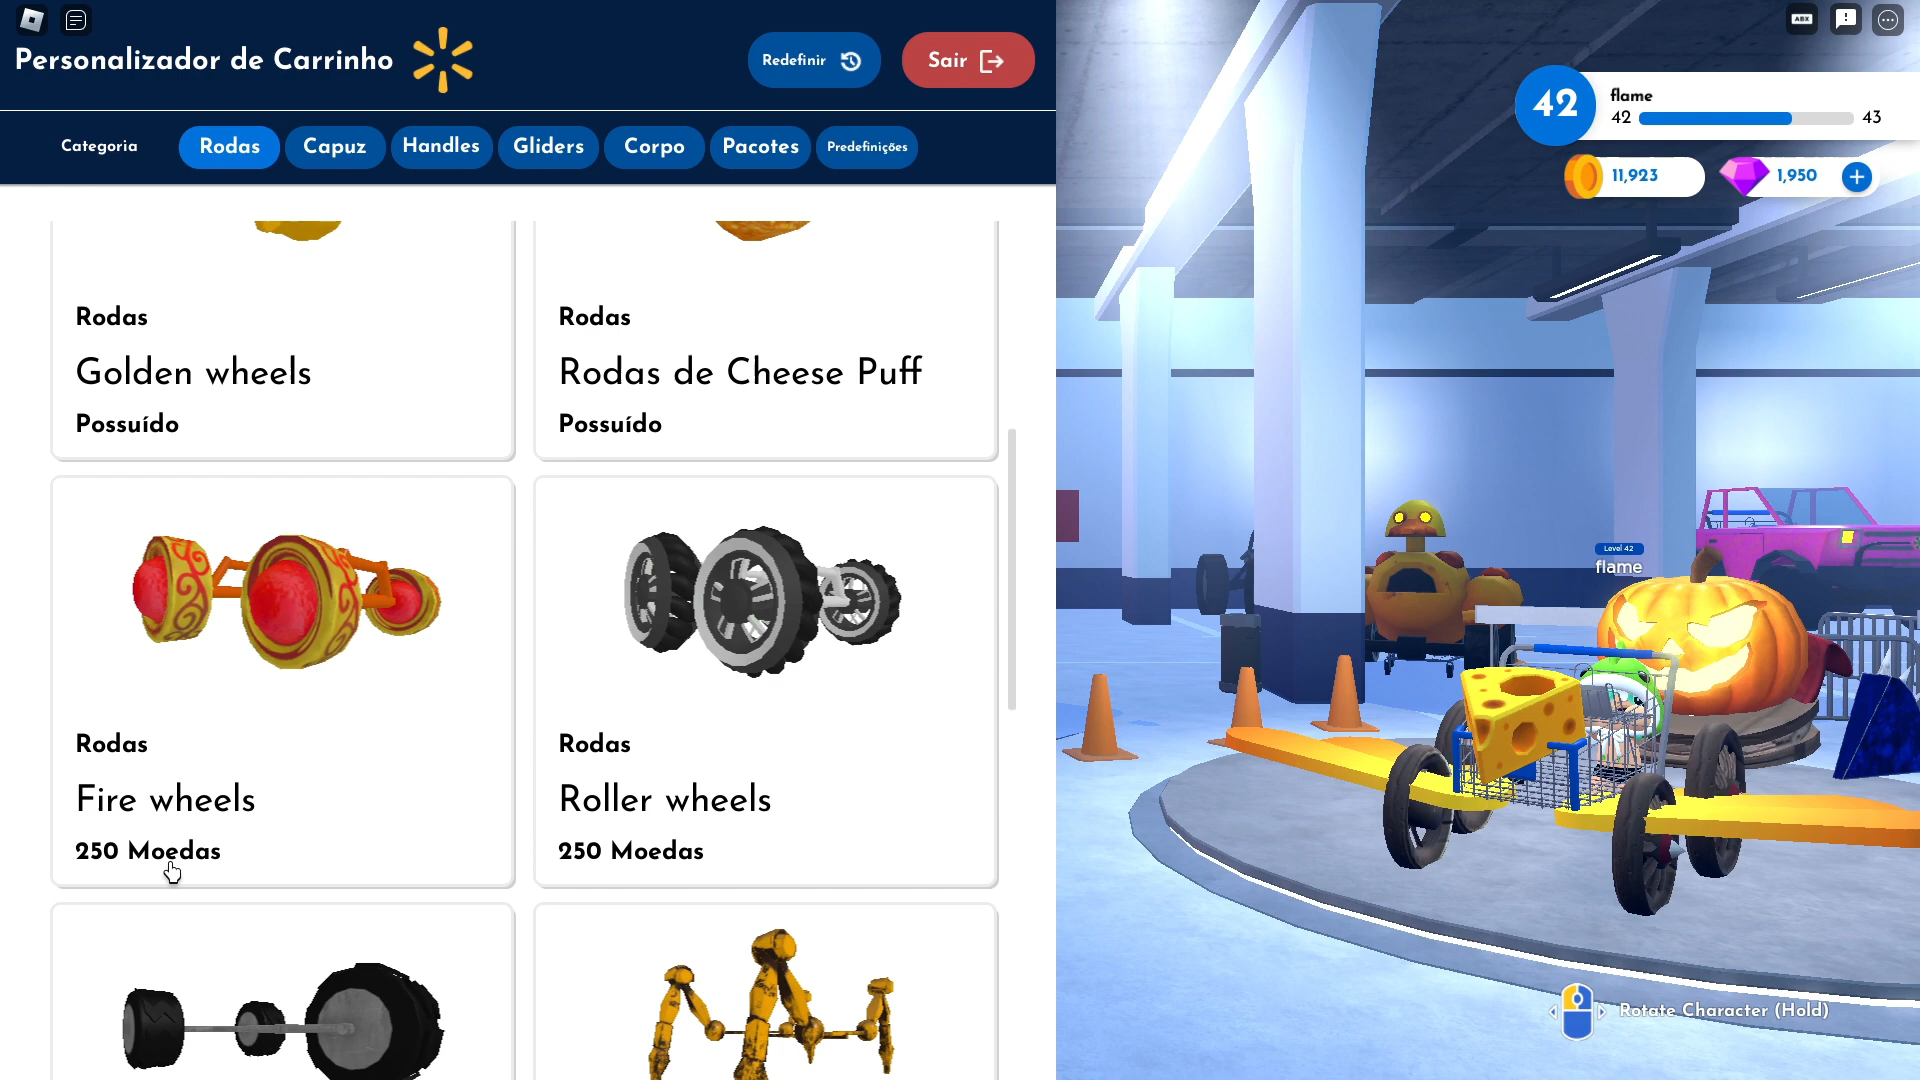 Personalizador de Carrinho
Redefinir
Sair
Categoria
Rodas
Capuz
Handles
Gliders
Corpo
Pacotes
Predefinições
Rodas
Golden wheels
Possuído
Rodas
Rodas de Cheese Puff
Possuído
Rodas
Fire wheels
250 Moedas
Rodas
Roller wheels
250 Moedas
ABX
42
flame
42
43
11,923
1,950
Level 42
flame
Rotate Character (Hold)